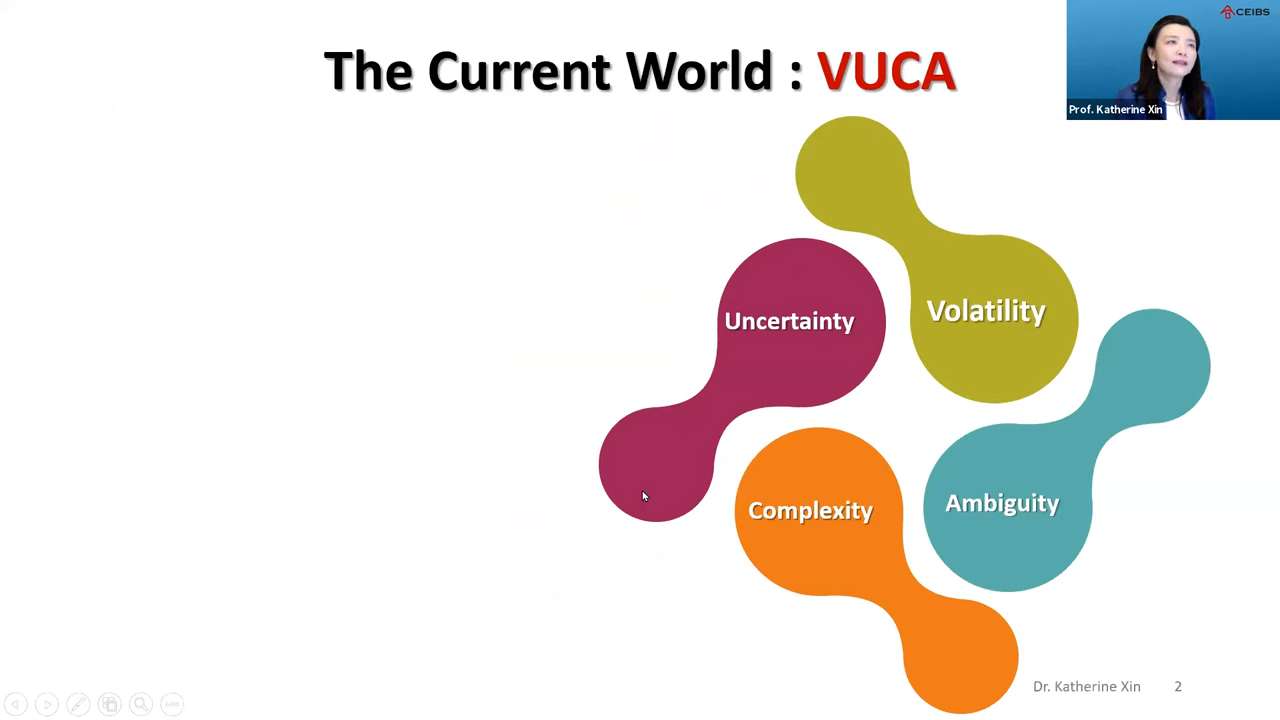 The Current World : VUCA
CEIBS
Prof. Katherine Xin
Volatility
Uncertainty
Complexity
Ambiguity
Dr. Katherine Xin 2